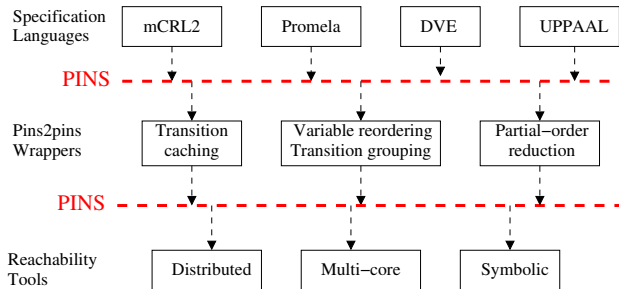 Specification
Languages
mCRL2
Promela
DVE
UPPAAL
PINS
Pins2pins
Wrappers
Transition
caching
Variable reordering
Transition grouping
Partial−order
reduction
PINS
Reachability
Tools
Distributed
Multi−core
Symbolic